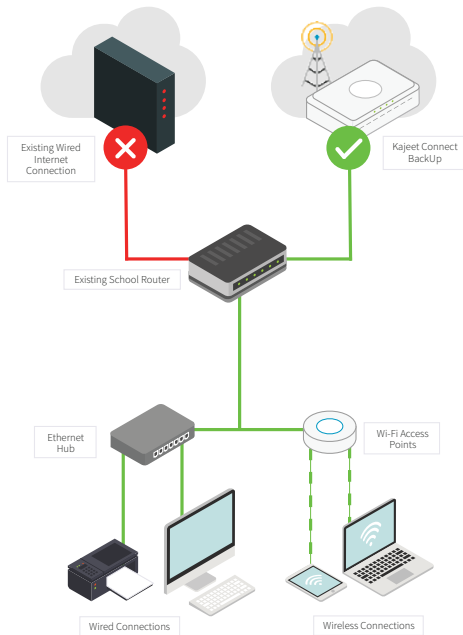 Existing Wired
Internet
Connection
Kajeet Connect
BackUp
Existing School Router
Ethernet
Hub
Wi-Fi Access
Points
Wired Connections
Wireless Connections